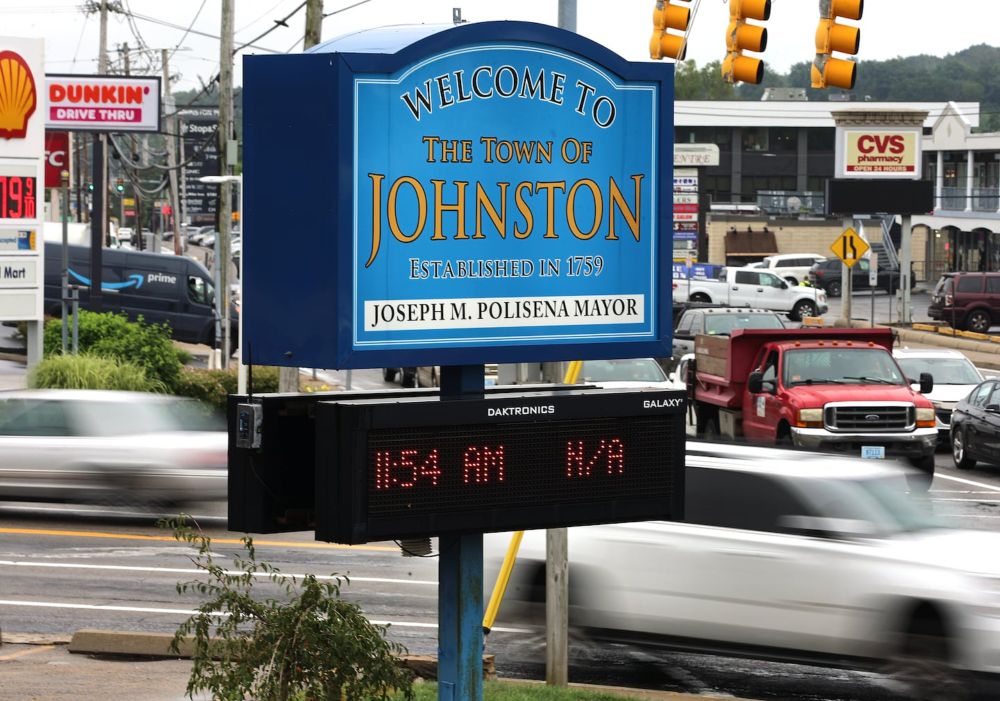 WELCOME TO
THE TOWN OF
JOHNSTON
ESTABLISHED IN 1759
JOSEPH M. POLISENA MAYOR
DAKTRONICS
GALAXY
11:54 AM N/A
DUNKIN'
DRIVE THRU
prime
Mart
CVS
pharmacy
OPEN 24 HOURS